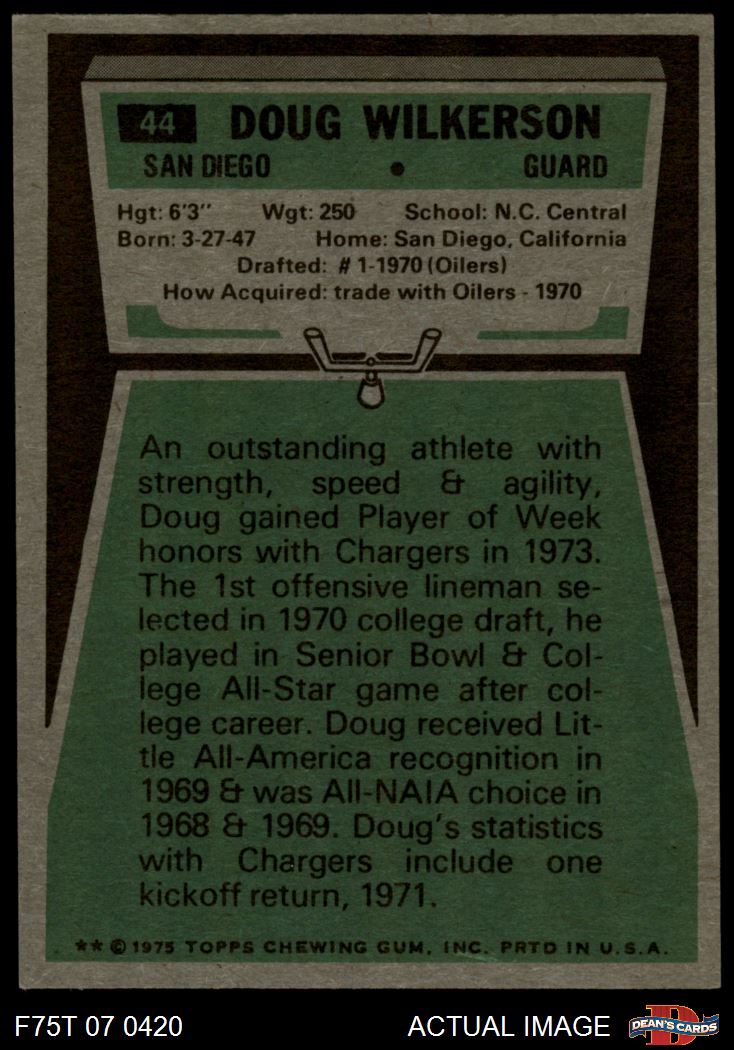 44 DOUG WILKERSON
SAN DIEGO • GUARD
Hgt: 6'3" Wgt: 250 School: N.C. Central
Born: 3-27-47 Home: San Diego, California
Drafted: # 1-1970 (Oilers)
How Acquired: trade with Oilers - 1970
An outstanding athlete with
strength, speed & agility,
Doug gained Player of Week
honors with Chargers in 1973.
The 1st offensive lineman se-
lected in 1970 college draft, he
played in Senior Bowl & Col-
lege All-Star game after col-
lege career. Doug received Lit-
tle All-America recognition in
1969 & was All-NAIA choice in
1968 & 1969. Doug's statistics
with Chargers include one
kickoff return, 1971.
** © 1975 TOPPS CHEWING GUM, INC. PRTD IN U.S.A.
F75T 07 0420 ACTUAL IMAGE DEAN'S CARDS